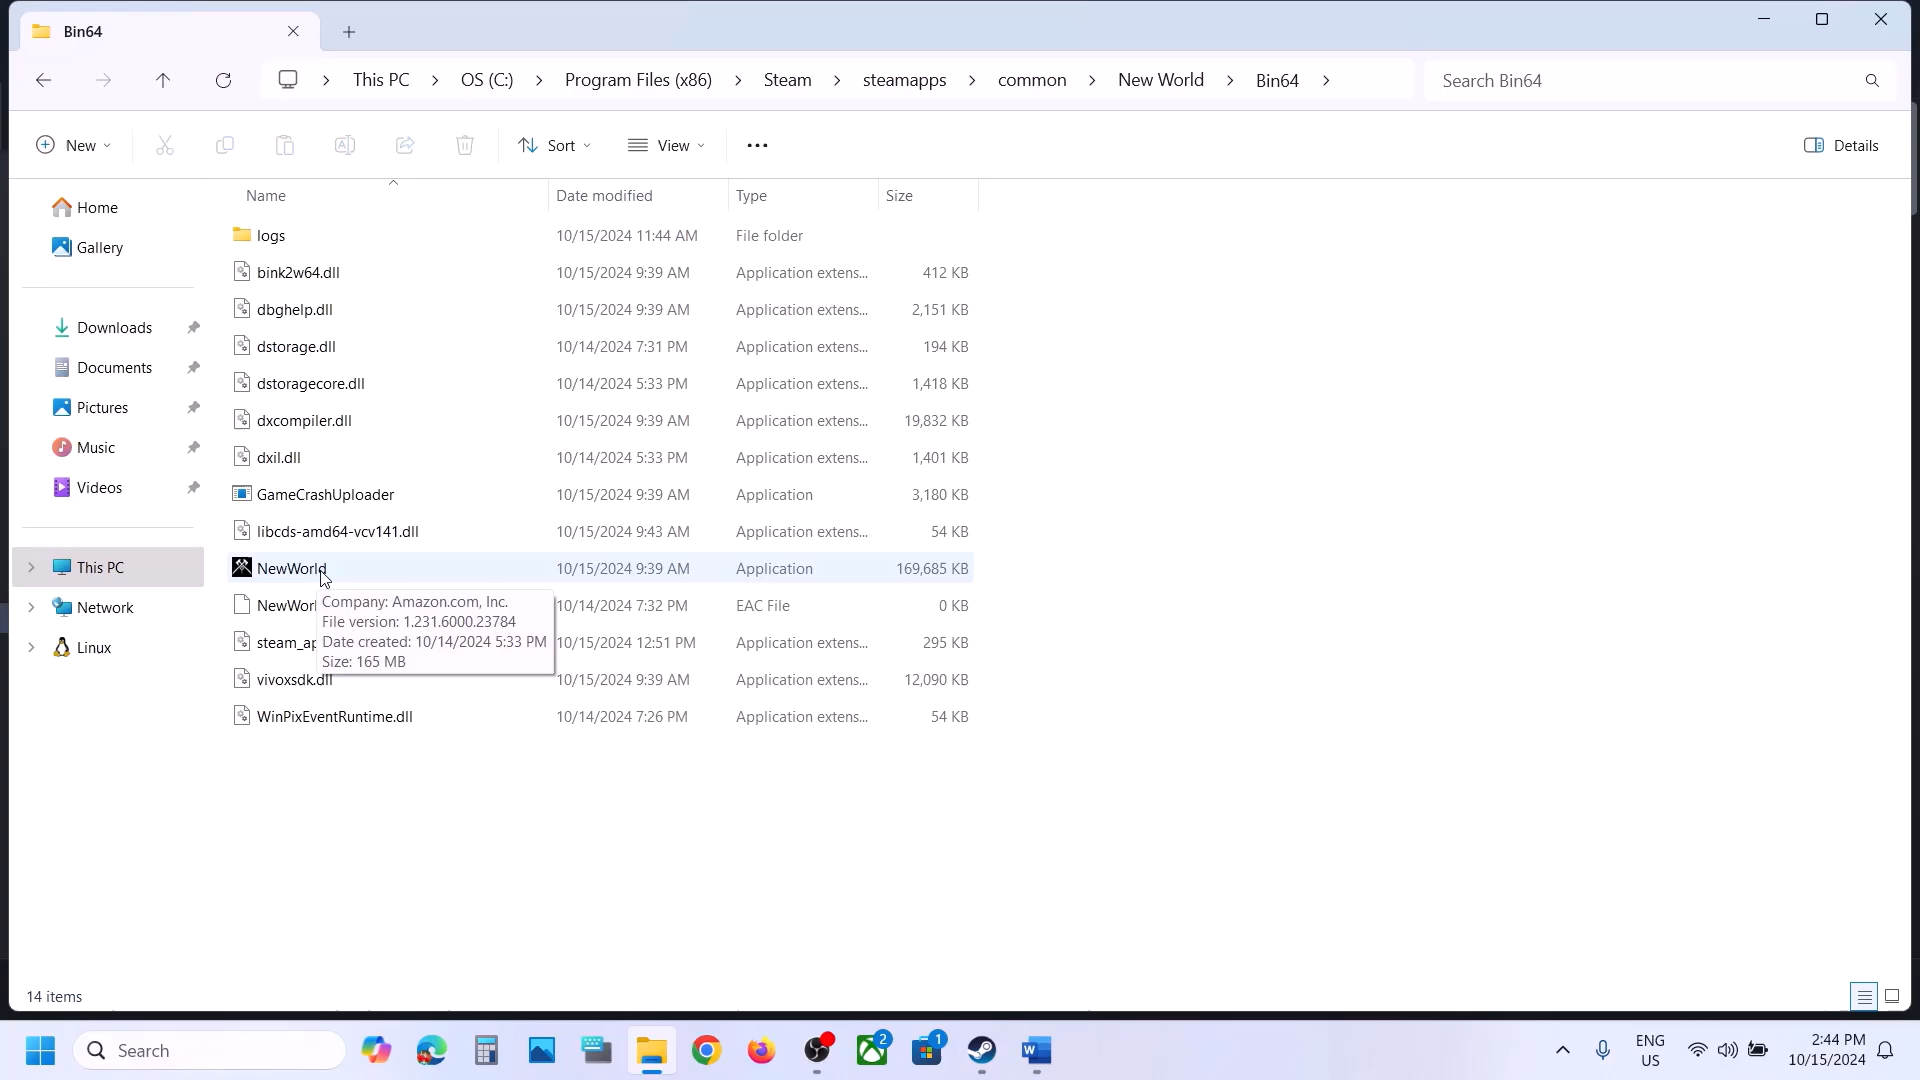 Bin64
This PC > OS (C:) > Program Files (x86) > Steam > steamapps > common > New World > Bin64 >
Search Bin64
New
Sort
View
Details
Name
Date modified
Type
Size
Home
Gallery
Downloads
Documents
Pictures
Music
Videos
This PC
Network
Linux
logs 10/15/2024 11:44 AM File folder
bink2w64.dll 10/15/2024 9:39 AM Application extens... 412 KB
dbghelp.dll 10/15/2024 9:39 AM Application extens... 2,151 KB
dstorage.dll 10/14/2024 7:31 PM Application extens... 194 KB
dstoragecore.dll 10/14/2024 5:33 PM Application extens... 1,418 KB
dxcompiler.dll 10/15/2024 9:39 AM Application extens... 19,832 KB
dxil.dll 10/14/2024 5:33 PM Application extens... 1,401 KB
GameCrashUploader 10/15/2024 9:39 AM Application 3,180 KB
libcds-amd64-vcv141.dll 10/15/2024 9:43 AM Application extens... 54 KB
NewWorld 10/15/2024 9:39 AM Application 169,685 KB
NewWorl 10/14/2024 7:32 PM EAC File 0 KB
steam_ap 10/15/2024 12:51 PM Application extens... 295 KB
vivoxsdk.dll 10/15/2024 9:39 AM Application extens... 12,090 KB
WinPixEventRuntime.dll 10/14/2024 7:26 PM Application extens... 54 KB
Company: Amazon.com, Inc.
File version: 1.231.6000.23784
Date created: 10/14/2024 5:33 PM
Size: 165 MB
14 items
Search
2
1
ENG
US
2:44 PM
10/15/2024